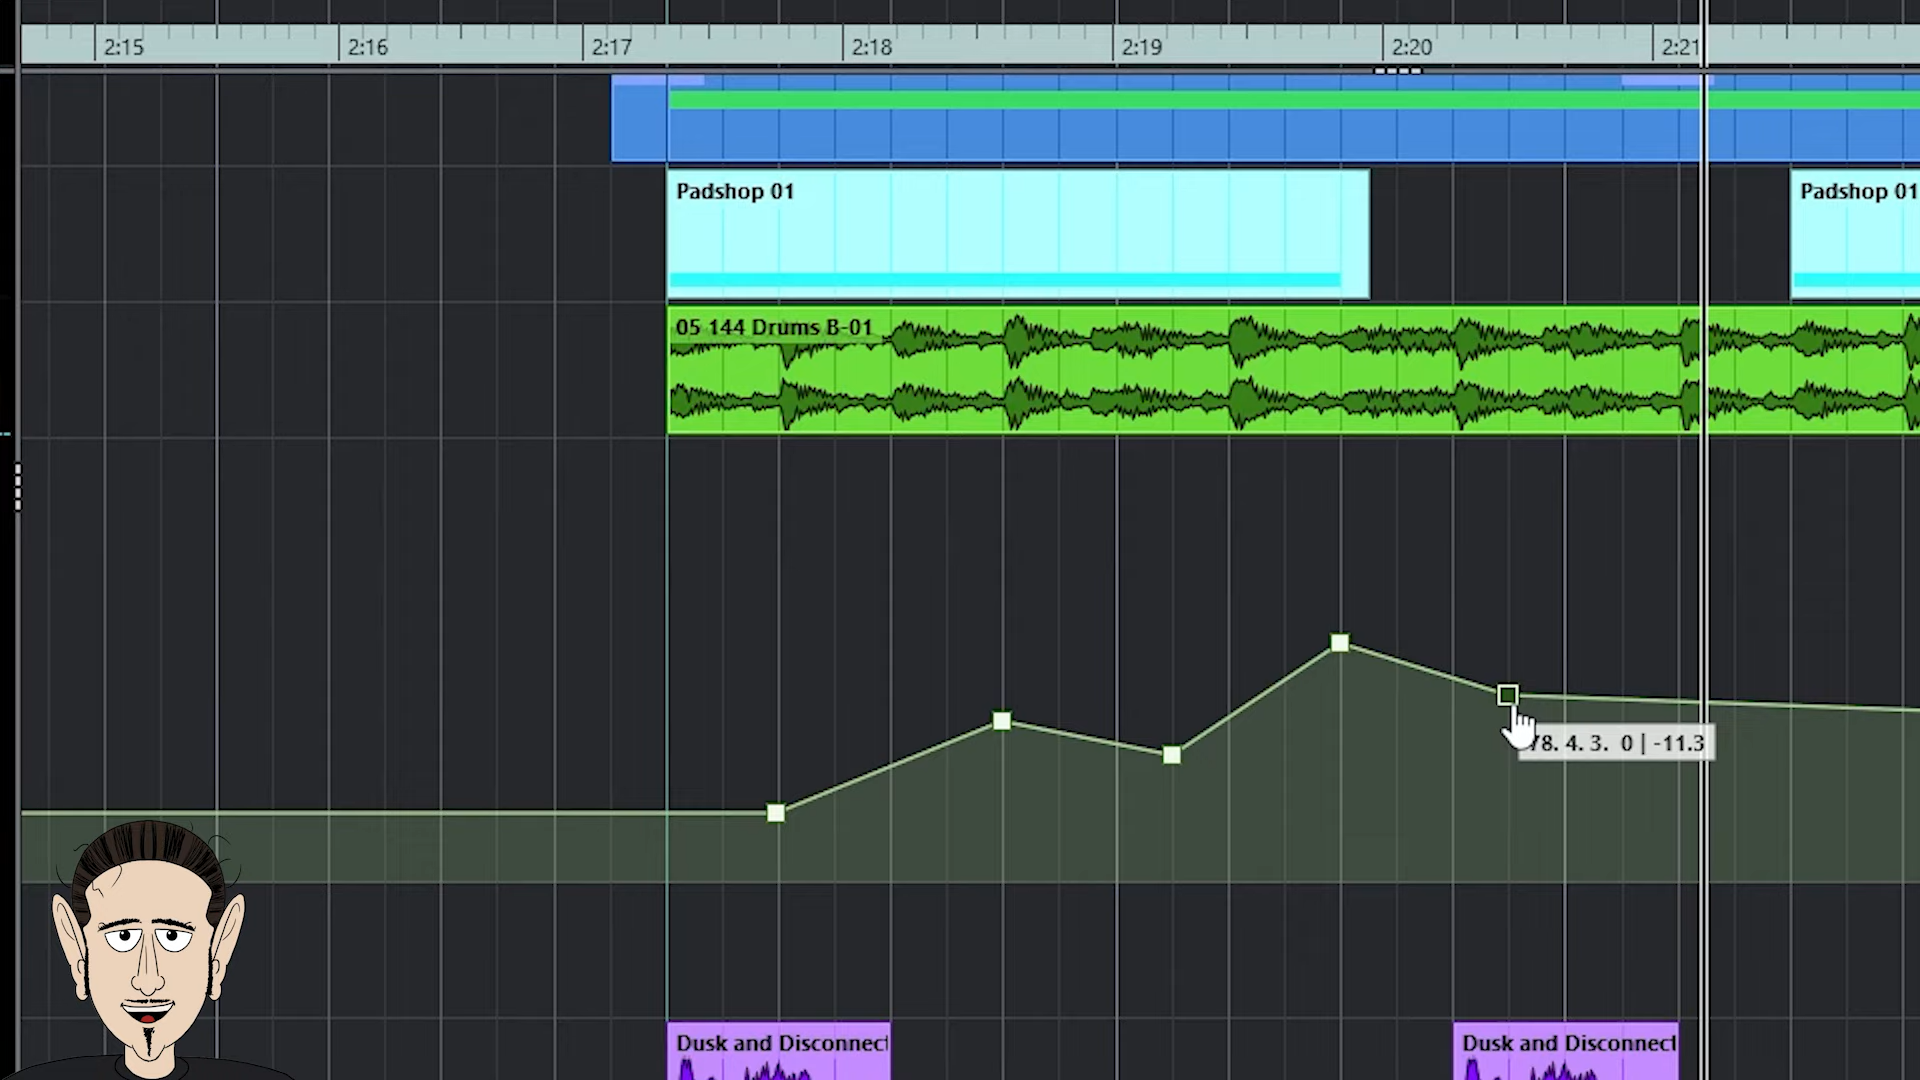 2:15 2:16 2:17 2:18 2:19 2:20 2:21
Padshop 01 Padshop 01
05 144 Drums B-01
78. 4. 3. 0 | -11.3
Dusk and Disconnect Dusk and Disconnect